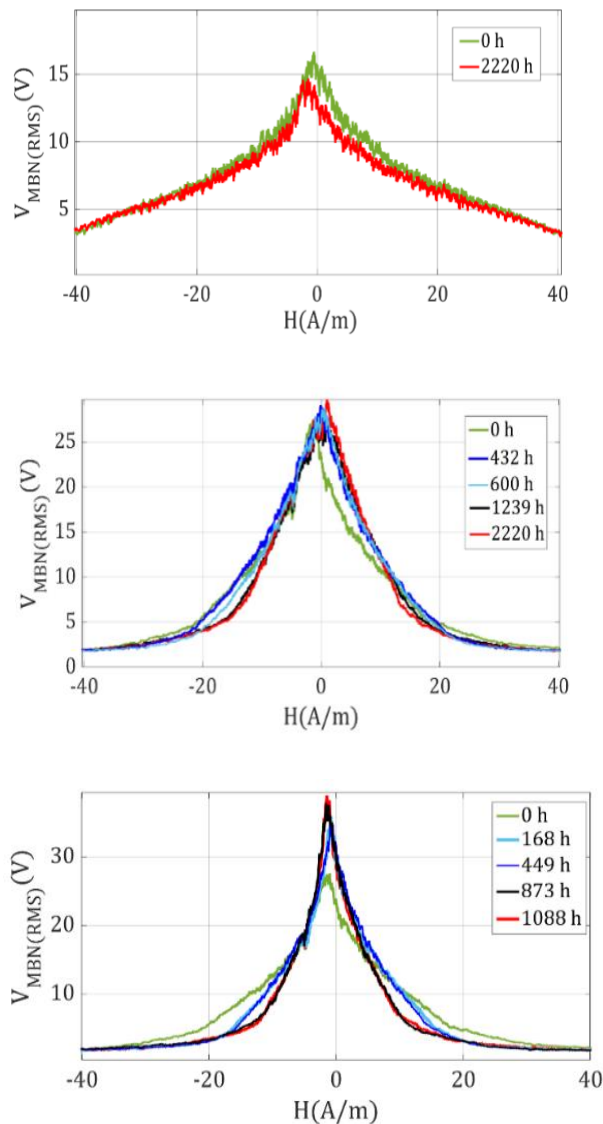 V_MBN(RMS)(V)
15
10
5
0 h
2220 h
-40 -20 0 20 40
H(A/m)
V_MBN(RMS)(V)
25
20
15
10
5
0
0 h
432 h
600 h
1239 h
2220 h
-40 -20 0 20 40
H(A/m)
V_MBN(RMS)(V)
30
20
10
0 h
168 h
449 h
873 h
1088 h
-40 -20 0 20 40
H(A/m)